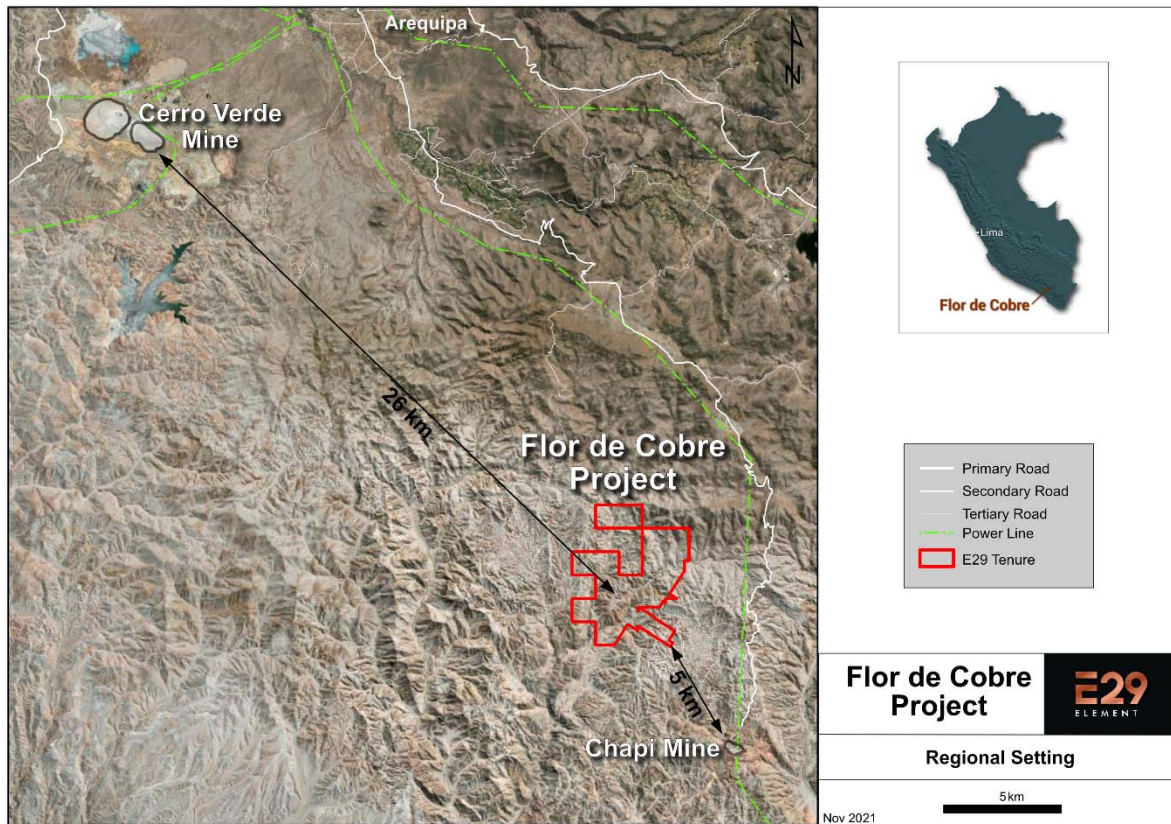 Arequipa
N
Cerro Verde
Mine
26 km
Flor de Cobre
Project
5 km
Chapi Mine
Lima
Flor de Cobre
Primary Road
Secondary Road
Tertiary Road
Power Line
E29 Tenure
Flor de Cobre
Project
E29
ELEMENT
Regional Setting
Nov 2021
5km